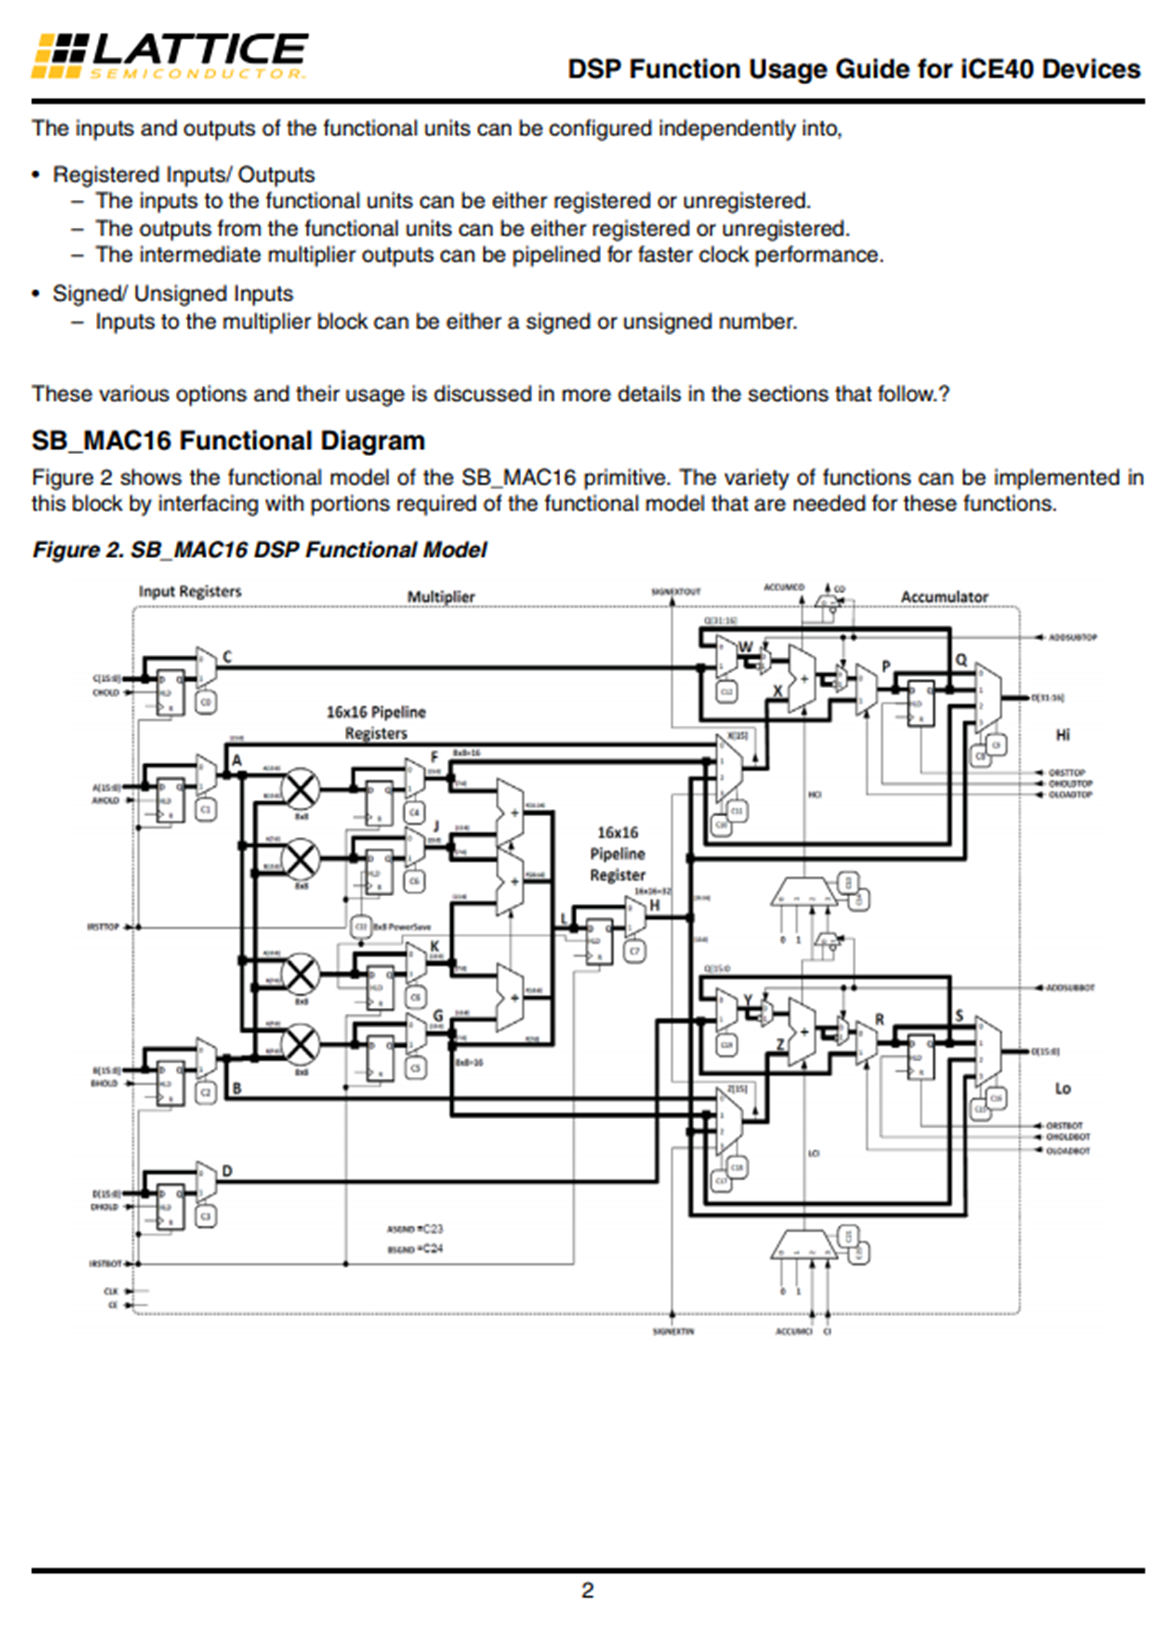 LATTICE
SEMICONDUCTOR.
DSP Function Usage Guide for iCE40 Devices
The inputs and outputs of the functional units can be configured independently into,
• Registered Inputs/ Outputs
– The inputs to the functional units can be either registered or unregistered.
– The outputs from the functional units can be either registered or unregistered.
– The intermediate multiplier outputs can be pipelined for faster clock performance.
• Signed/ Unsigned Inputs
– Inputs to the multiplier block can be either a signed or unsigned number.
These various options and their usage is discussed in more details in the sections that follow.?
SB_MAC16 Functional Diagram
Figure 2 shows the functional model of the SB_MAC16 primitive. The variety of functions can be implemented in
this block by interfacing with portions required of the functional model that are needed for these functions.
Figure 2. SB_MAC16 DSP Functional Model
Input Registers
Multiplier
SIGNEXTOUT
ACCUMCO
CO
Accumulator
Q[31:16]
ADDSUBTOP
C
W
P
Q
C[15:0]
CHOLD
C0
X
O[31:16]
16x16 Pipeline
Registers
X[15]
Hi
A
F
8x8=16
A[15:0]
AHOLD
C1
8x8
C4
C11
C10
HCI
ORSTTOP
OHOLDTOP
OLOADTOP
J
16x16
Pipeline
Register
8x8
C6
16x16=32
H
L
IRSTTOP
8x8 PowerSave
C7
0 1
K
Q[15:0
8x8
ADDSUBBOT
G
Y
R
S
C5
8x8=16
Z
O[15:0]
B[15:0]
BHOLD
C2
B
8x8
Z[15]
Lo
C18
C17
LCI
ORSTBOT
OHOLDBOT
OLOADBOT
D
D[15:0]
DHOLD
C3
ASGND =C23
BSGND =C24
IRSTBOT
CLK
CE
0 1
SIGNEXTIN
ACCUMCI
CI
2